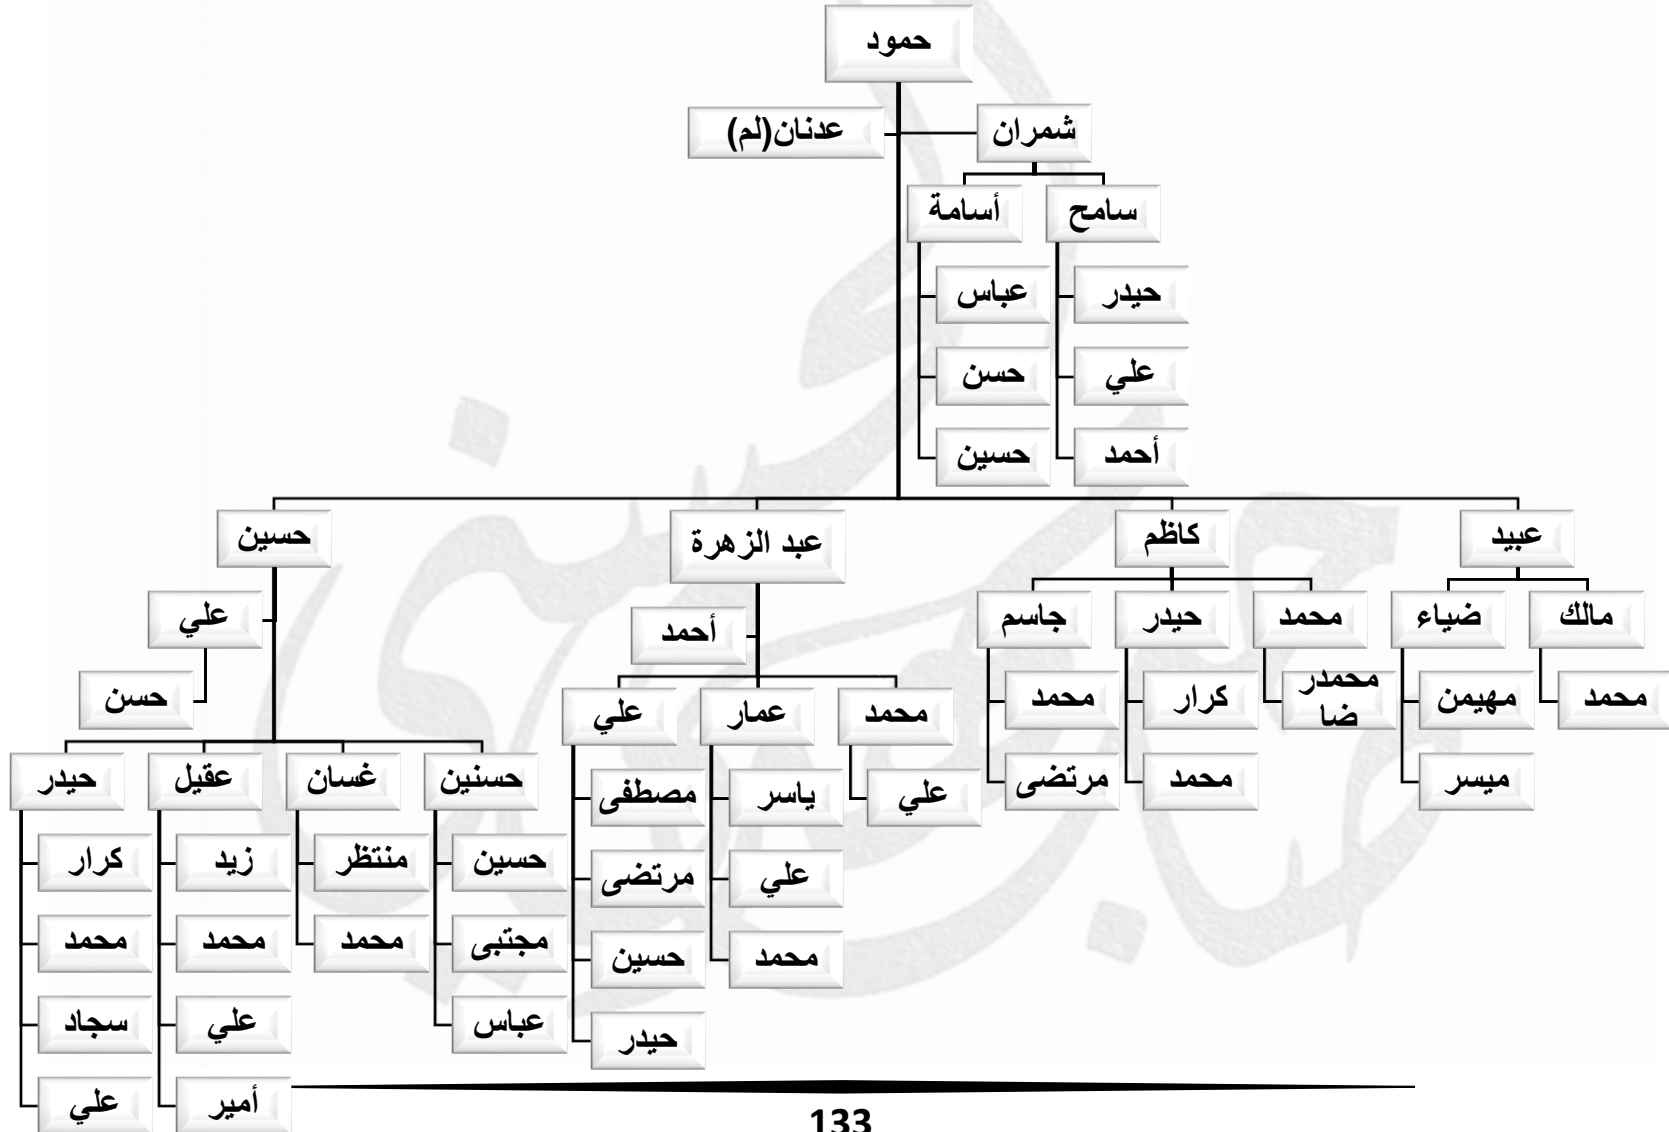 حمود
شمران
عدنان(لم)
سامح
أسامة
حيدر
عباس
علي
حسن
أحمد
حسين
عبيد
كاظم
عبد الزهرة
حسين
مالك
ضياء
محمد
حيدر
جاسم
أحمد
علي
محمد
مهيمن
محمدر
ضا
كرار
محمد
حسن
محمد
عمار
علي
ميسر
محمد
مرتضى
علي
ياسر
مصطفى
حسنين
غسان
عقيل
حيدر
علي
مرتضى
حسين
منتظر
زيد
كرار
محمد
حسين
مجتبى
محمد
محمد
محمد
حيدر
عباس
علي
سجاد
أمير
علي
133